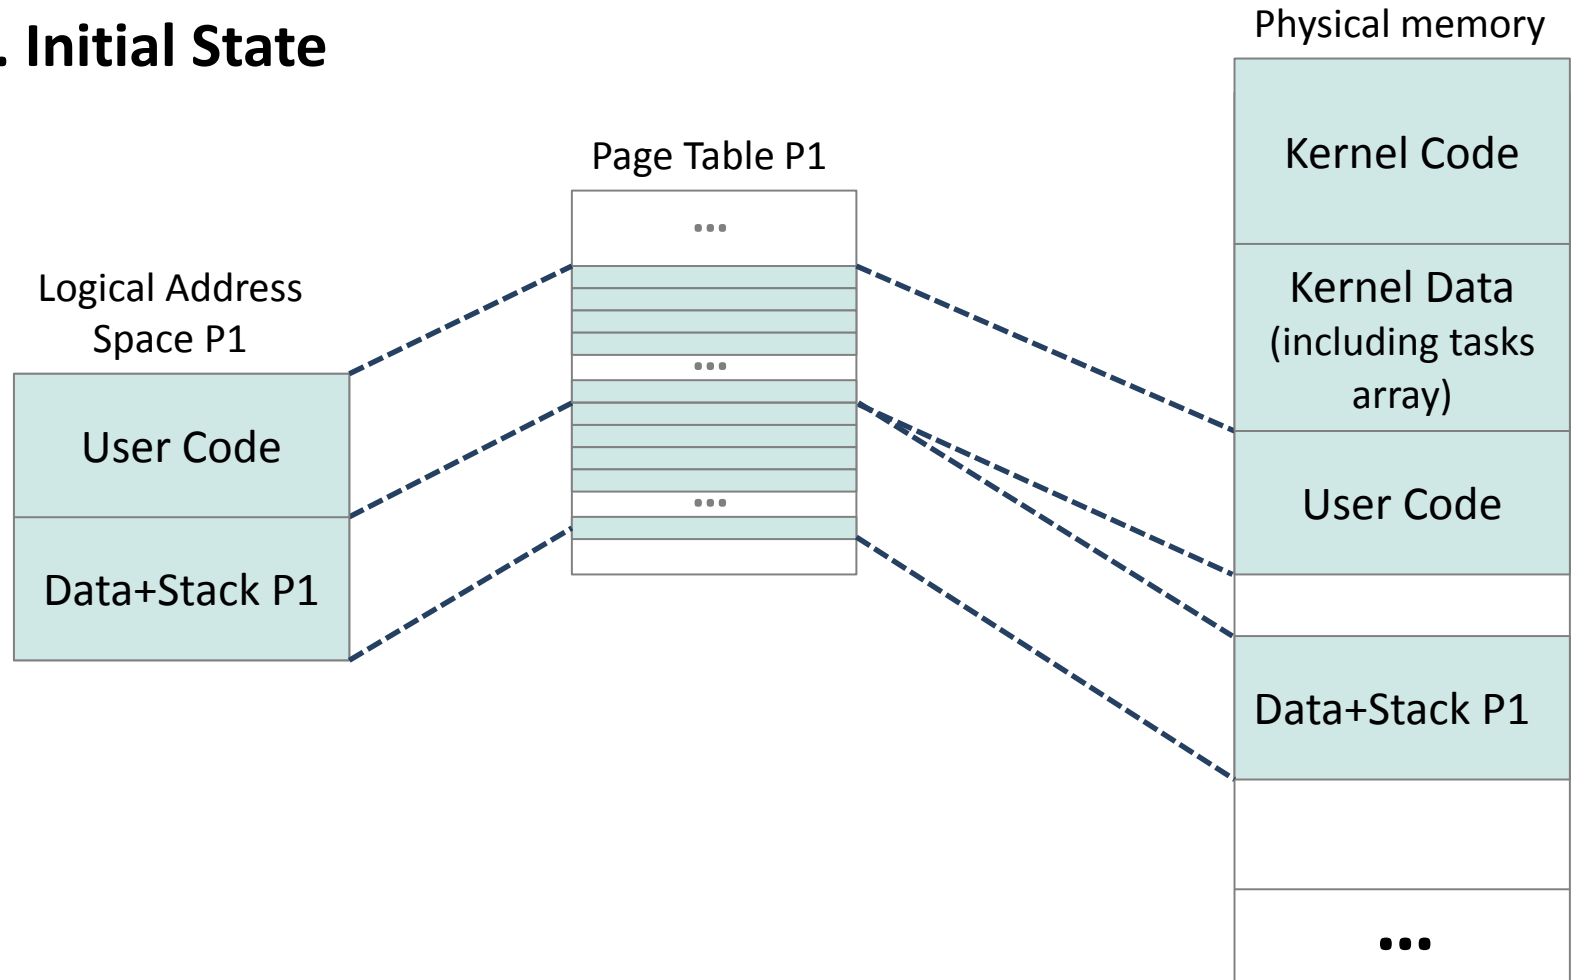 . Initial State
Physical memory
Page Table P1
...
Logical Address
Space P1
User Code
Data+Stack P1
...
...
Kernel Code
Kernel Data
(including tasks
array)
User Code
Data+Stack P1
...